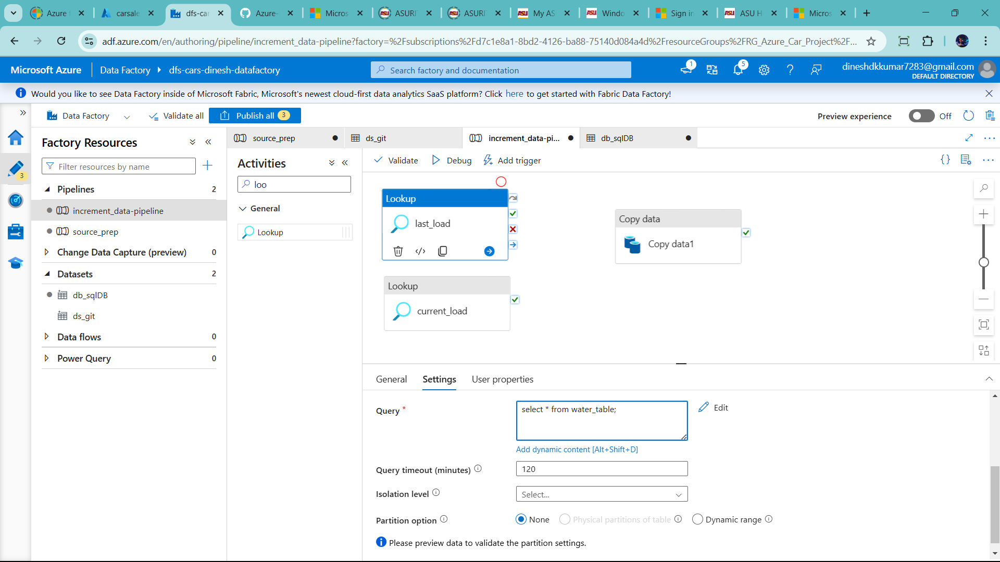 Azure
carsale
dfs-car
Azure-
Micros
ASURI
ASURI
My AS
Windo
Sign in
ASU H
Micros
adf.azure.com/en/authoring/pipeline/increment_data-pipeline?factory=%2Fsubscriptions%2Fd7c1e8a1-8bd2-4126-ba88-75140d084a4d%2FresourceGroups%2FRG_Azure_Car_Project%2F...
Microsoft Azure
Data Factory
dfs-cars-dinesh-datafactory
Search factory and documentation
1
5
dineshdkkumar7283@gmail.com
DEFAULT DIRECTORY
Would you like to see Data Factory inside of Microsoft Fabric, Microsoft's newest cloud-first data analytics SaaS platform? Click here to get started with Fabric Data Factory!
Data Factory
Validate all
Publish all 3
Preview experience
Off
3
Factory Resources
Filter resources by name
Pipelines 2
increment_data-pipeline
source_prep
Change Data Capture (preview) 0
Datasets 2
db_sqlDB
ds_git
Data flows 0
Power Query 0
source_prep
ds_git
increment_data-pi...
db_sqlDB
Activities
loo
General
Lookup
Validate
Debug
Add trigger
Lookup
last_load
Lookup
current_load
Copy data
Copy data1
General
Settings
User properties
Query *
select * from water_table;
Edit
Add dynamic content [Alt+Shift+D]
Query timeout (minutes)
120
Isolation level
Select...
Partition option
None
Physical partitions of table
Dynamic range
Please preview data to validate the partition settings.